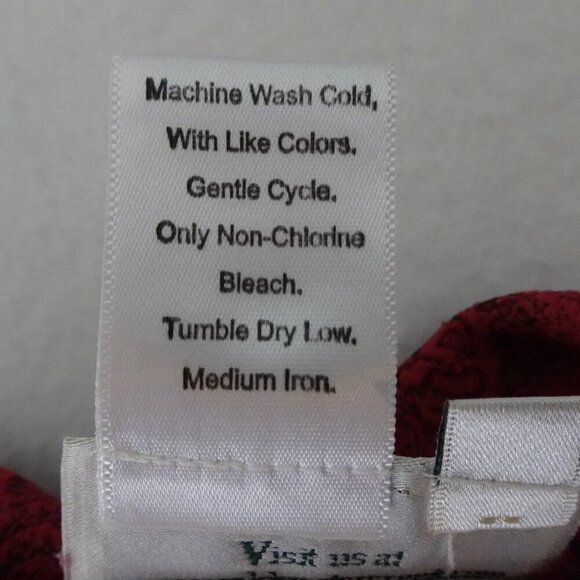 Machine Wash Cold,
With Like Colors.
Gentle Cycle.
Only Non-Chlorine
Bleach.
Tumble Dry Low.
Medium Iron.
Visit us at